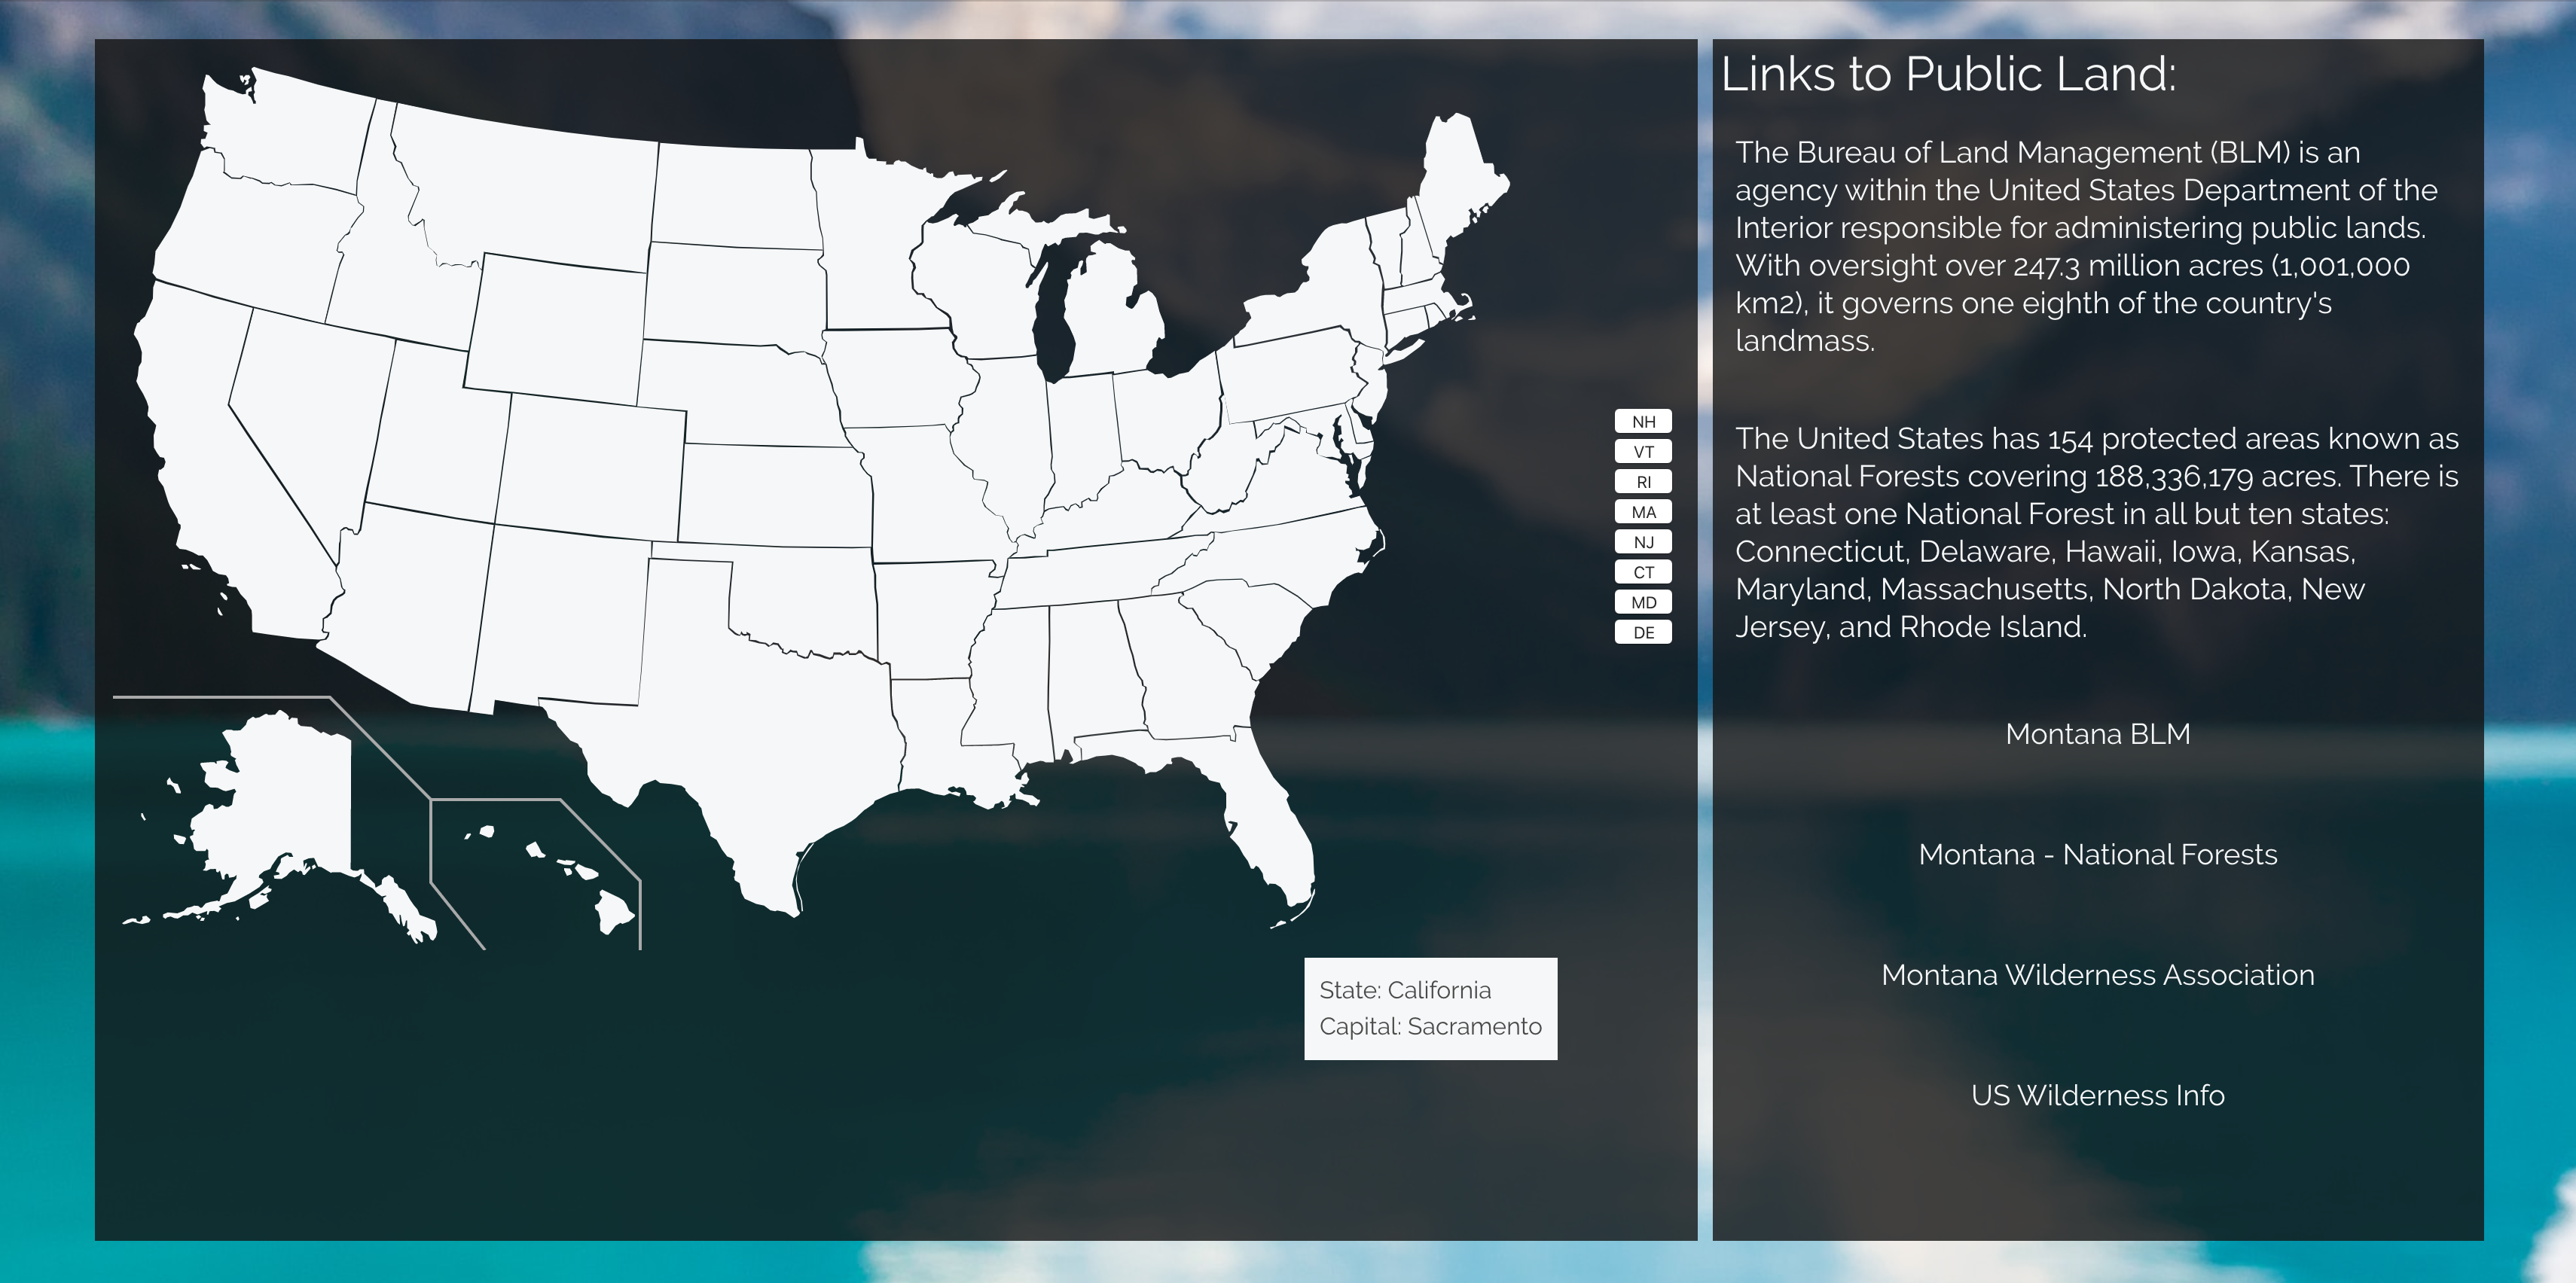 Links to Public Land:
The Bureau of Land Management (BLM) is an
agency within the United States Department of the
Interior responsible for administering public lands.
With oversight over 247.3 million acres (1,001,000
km2), it governs one eighth of the country's
landmass.
The United States has 154 protected areas known as
National Forests covering 188,336,179 acres. There is
at least one National Forest in all but ten states:
Connecticut, Delaware, Hawaii, Iowa, Kansas,
Maryland, Massachusetts, North Dakota, New
Jersey, and Rhode Island.
Montana BLM
Montana - National Forests
Montana Wilderness Association
US Wilderness Info
NH
VT
RI
MA
NJ
CT
MD
DE
State: California
Capital: Sacramento